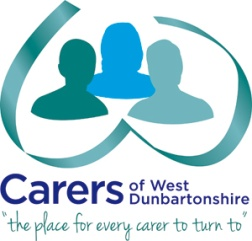 Carers of West
Dunbartonshire
"the place for every carer to turn to"